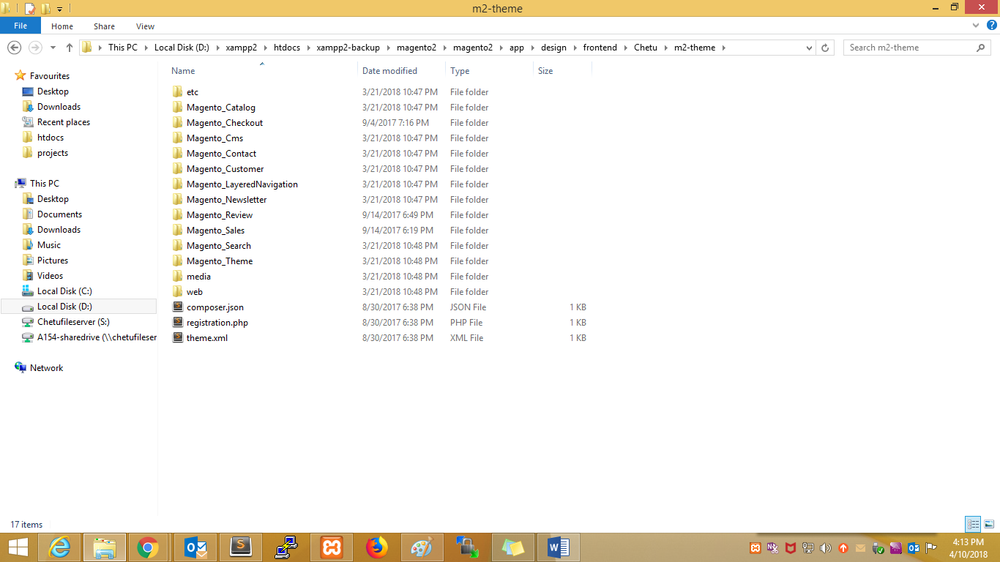 m2-theme
File Home Share View
This PC Local Disk (D:) xampp2 htdocs xampp2-backup magento2 magento2 app design frontend Chetu m2-theme
Search m2-theme
Name Date modified Type Size
Favourites
Desktop
Downloads
Recent places
htdocs
projects
This PC
Desktop
Documents
Downloads
Music
Pictures
Videos
Local Disk (C:)
Local Disk (D:)
Chetufileserver (S:)
A154-sharedrive (\\chetufileser
Network
etc 3/21/2018 10:47 PM File folder
Magento_Catalog 3/21/2018 10:47 PM File folder
Magento_Checkout 9/4/2017 7:16 PM File folder
Magento_Cms 3/21/2018 10:47 PM File folder
Magento_Contact 3/21/2018 10:47 PM File folder
Magento_Customer 3/21/2018 10:47 PM File folder
Magento_LayeredNavigation 3/21/2018 10:47 PM File folder
Magento_Newsletter 3/21/2018 10:47 PM File folder
Magento_Review 9/14/2017 6:49 PM File folder
Magento_Sales 9/14/2017 6:19 PM File folder
Magento_Search 3/21/2018 10:48 PM File folder
Magento_Theme 3/21/2018 10:48 PM File folder
media 3/21/2018 10:48 PM File folder
web 3/21/2018 10:48 PM File folder
composer.json 8/30/2017 6:38 PM JSON File 1 KB
registration.php 8/30/2017 6:38 PM PHP File 1 KB
theme.xml 8/30/2017 6:38 PM XML File 1 KB
17 items
4:13 PM
4/10/2018